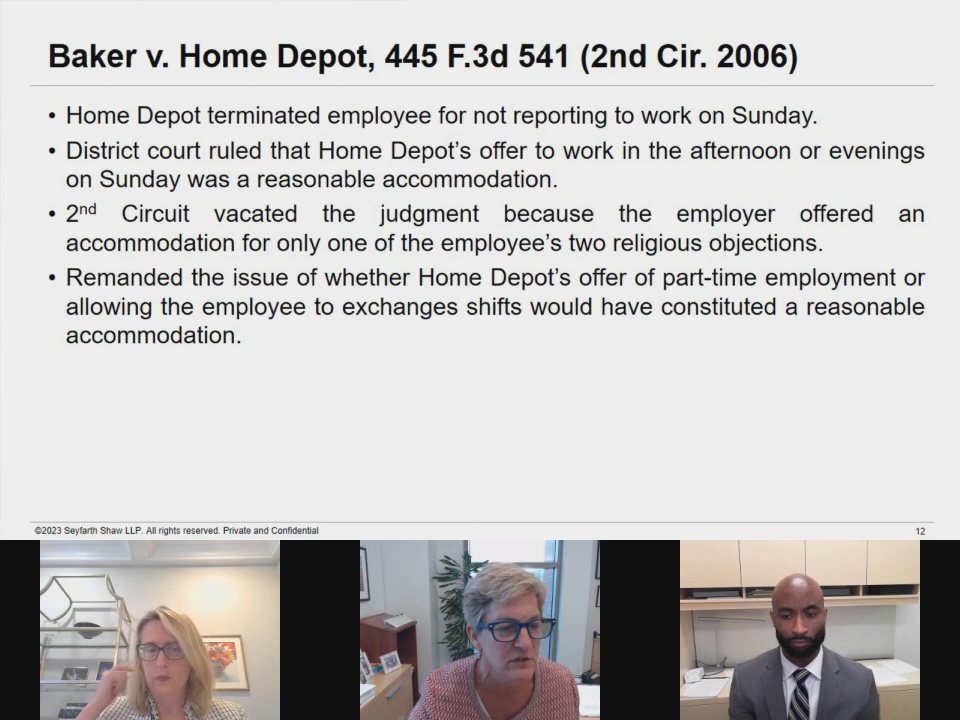 Baker v. Home Depot, 445 F.3d 541 (2nd Cir. 2006)
• Home Depot terminated employee for not reporting to work on Sunday.
• District court ruled that Home Depot's offer to work in the afternoon or evenings
on Sunday was a reasonable accommodation.
• 2nd Circuit vacated the judgment because the employer offered an
accommodation for only one of the employee's two religious objections.
• Remanded the issue of whether Home Depot's offer of part-time employment or
allowing the employee to exchanges shifts would have constituted a reasonable
accommodation.
©2023 Seyfarth Shaw LLP. All rights reserved. Private and Confidential
12